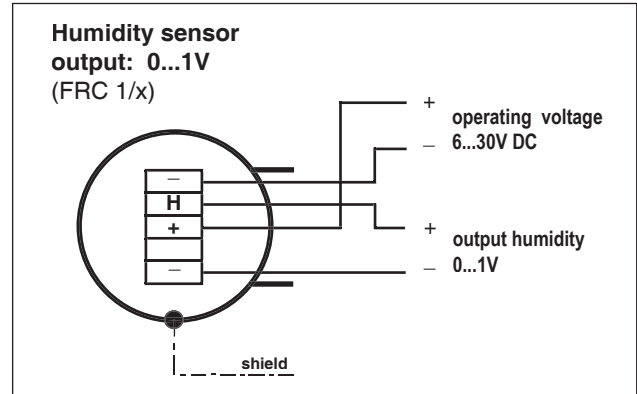 Humidity sensor
output: 0...1V
(FRC 1/x)
+
operating voltage
– 6...30V DC
–
H
+
+
output humidity
–
– 0...1V
shield